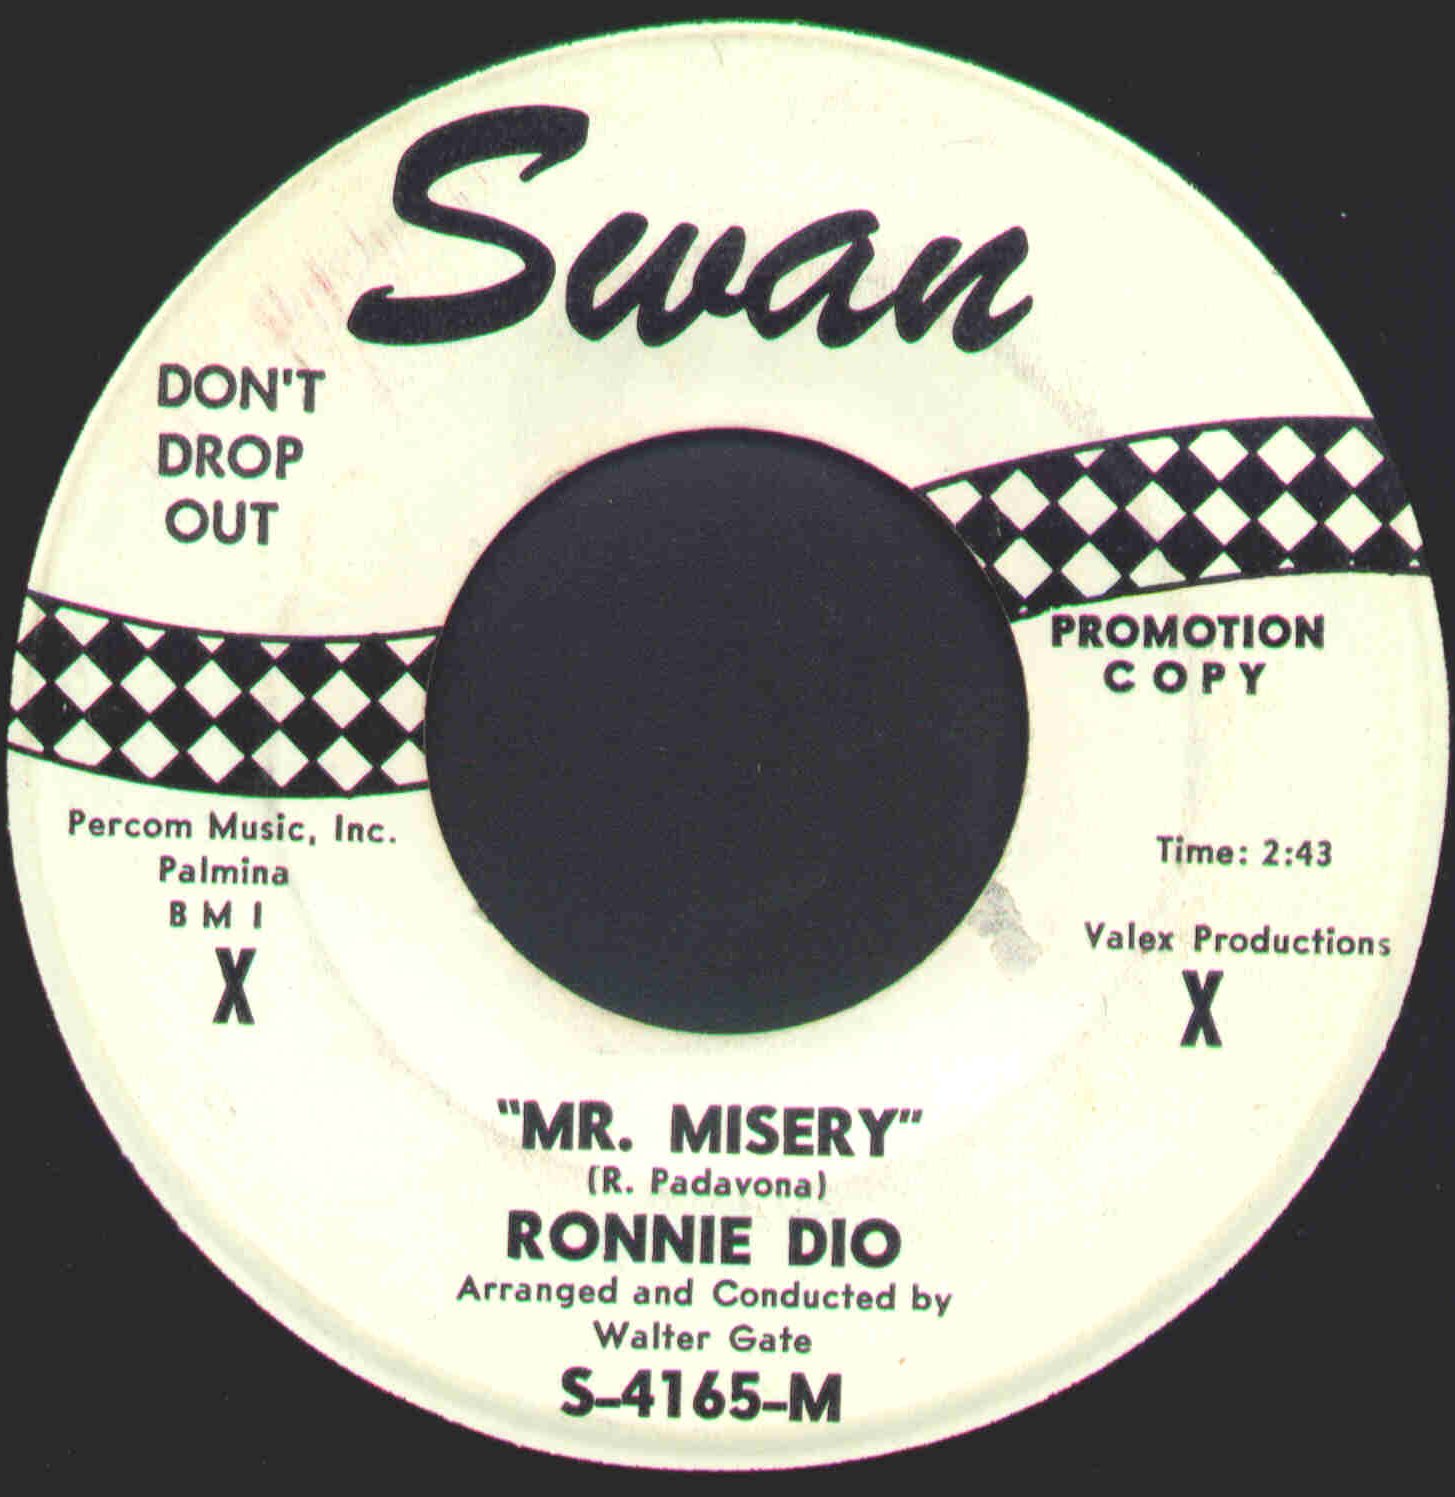 Swan
DON'T
DROP
OUT
PROMOTION
COPY
Percom Music, Inc.
Palmina
B M I
X
Time: 2:43
Valex Productions
X
"MR. MISERY"
(R. Padavona)
RONNIE DIO
Arranged and Conducted by
Walter Gate
S-4165-M